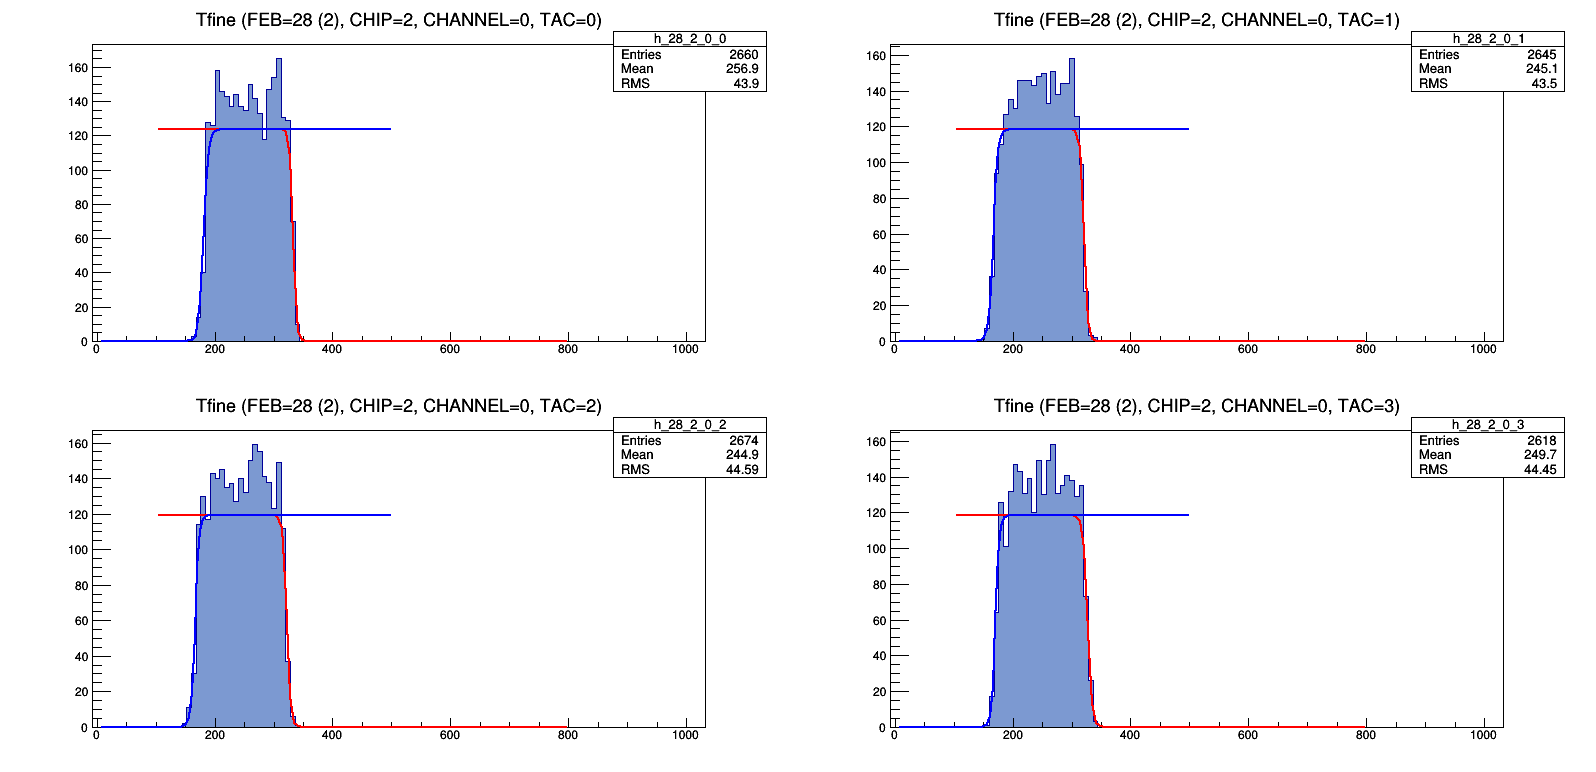 Tfine (FEB=28 (2), CHIP=2, CHANNEL=0, TAC=0)
h_28_2_0_0
Entries 2660
Mean 256.9
RMS 43.9
160
140
120
100
80
60
40
20
0
0 200 400 600 800 1000
Tfine (FEB=28 (2), CHIP=2, CHANNEL=0, TAC=1)
h_28_2_0_1
Entries 2645
Mean 245.1
RMS 43.5
160
140
120
100
80
60
40
20
0
0 200 400 600 800 1000
Tfine (FEB=28 (2), CHIP=2, CHANNEL=0, TAC=2)
h_28_2_0_2
Entries 2674
Mean 244.9
RMS 44.59
160
140
120
100
80
60
40
20
0
0 200 400 600 800 1000
Tfine (FEB=28 (2), CHIP=2, CHANNEL=0, TAC=3)
h_28_2_0_3
Entries 2618
Mean 249.7
RMS 44.45
160
140
120
100
80
60
40
20
0
0 200 400 600 800 1000